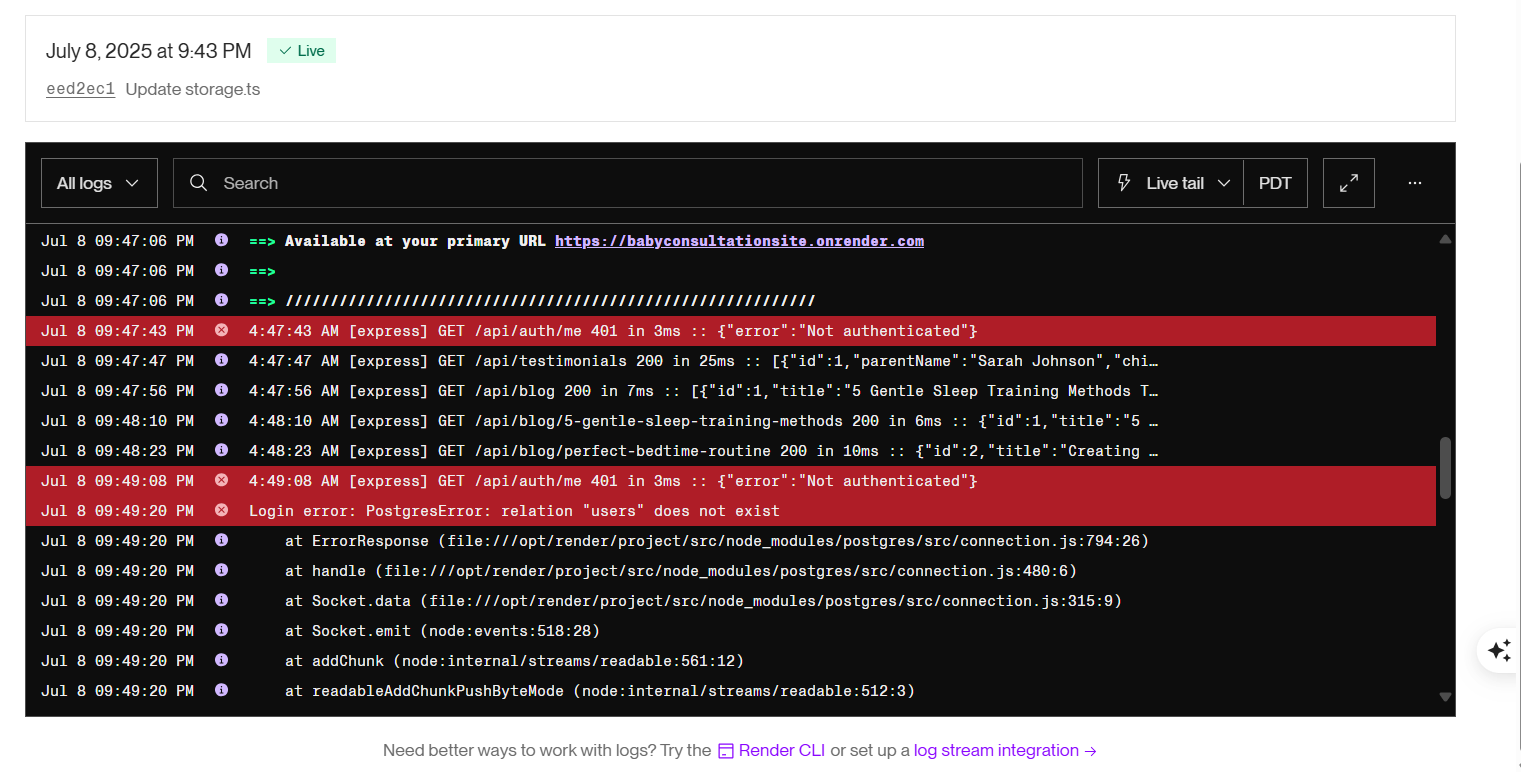 July 8, 2025 at 9:43 PM Live
eed2ec1 Update storage.ts
All logs Search Live tail PDT ...
Jul 8 09:47:06 PM ==> Available at your primary URL https://babyconsultationsite.onrender.com
Jul 8 09:47:06 PM ==>
Jul 8 09:47:06 PM ==> ///////////////////////////////////////////////////////////
Jul 8 09:47:43 PM 4:47:43 AM [express] GET /api/auth/me 401 in 3ms :: {"error":"Not authenticated"}
Jul 8 09:47:47 PM 4:47:47 AM [express] GET /api/testimonials 200 in 25ms :: [{"id":1,"parentName":"Sarah Johnson","chi…
Jul 8 09:47:56 PM 4:47:56 AM [express] GET /api/blog 200 in 7ms :: [{"id":1,"title":"5 Gentle Sleep Training Methods T…
Jul 8 09:48:10 PM 4:48:10 AM [express] GET /api/blog/5-gentle-sleep-training-methods 200 in 6ms :: {"id":1,"title":"5 …
Jul 8 09:48:23 PM 4:48:23 AM [express] GET /api/blog/perfect-bedtime-routine 200 in 10ms :: {"id":2,"title":"Creating …
Jul 8 09:49:08 PM 4:49:08 AM [express] GET /api/auth/me 401 in 3ms :: {"error":"Not authenticated"}
Jul 8 09:49:20 PM Login error: PostgresError: relation "users" does not exist
Jul 8 09:49:20 PM at ErrorResponse (file:///opt/render/project/src/node_modules/postgres/src/connection.js:794:26)
Jul 8 09:49:20 PM at handle (file:///opt/render/project/src/node_modules/postgres/src/connection.js:480:6)
Jul 8 09:49:20 PM at Socket.data (file:///opt/render/project/src/node_modules/postgres/src/connection.js:315:9)
Jul 8 09:49:20 PM at Socket.emit (node:events:518:28)
Jul 8 09:49:20 PM at addChunk (node:internal/streams/readable:561:12)
Jul 8 09:49:20 PM at readableAddChunkPushByteMode (node:internal/streams/readable:512:3)
Need better ways to work with logs? Try the Render CLI or set up a log stream integration →